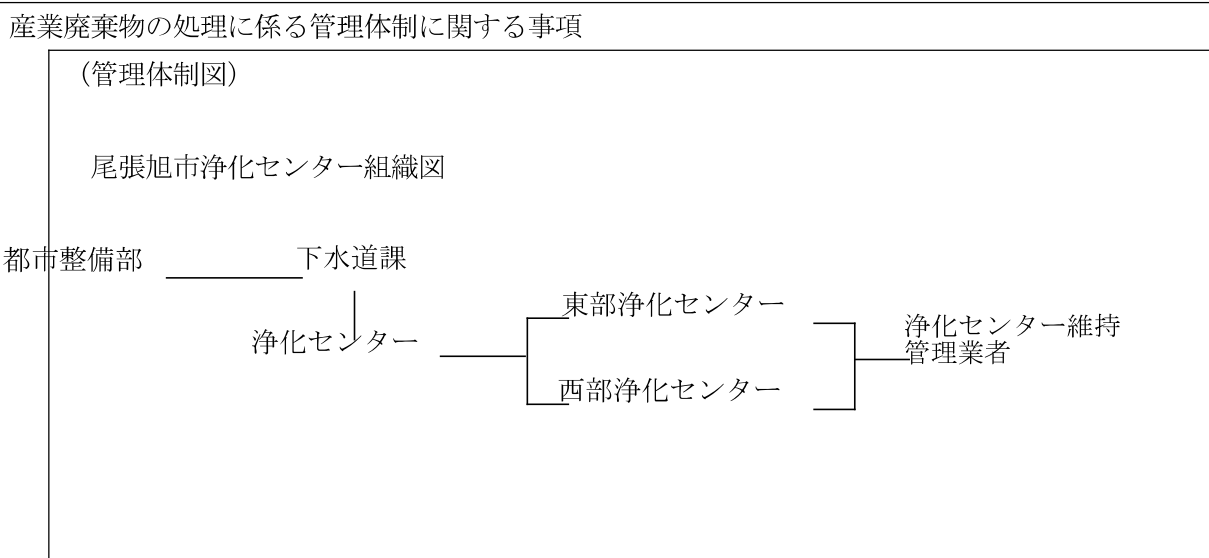 産業廃棄物の処理に係る管理体制に関する事項
（管理体制図）
尾張旭市浄化センター組織図
都市整備部
下水道課
浄化センター
東部浄化センター
西部浄化センター
浄化センター維持
管理業者